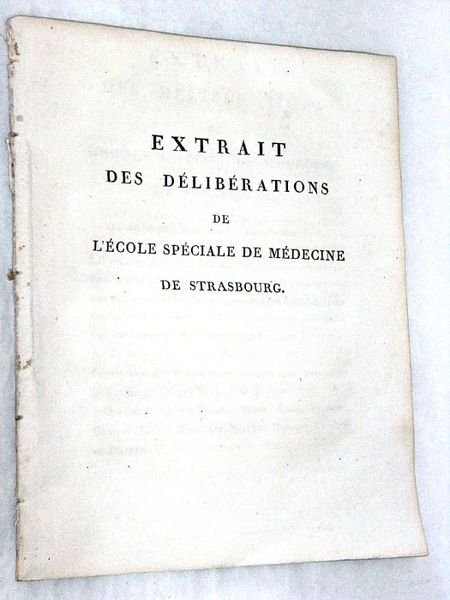 EXTRAIT
DES DÉLIBÉRATIONS
DE
L'ÉCOLE SPÉCIALE DE MÉDECINE
DE STRASBOURG.